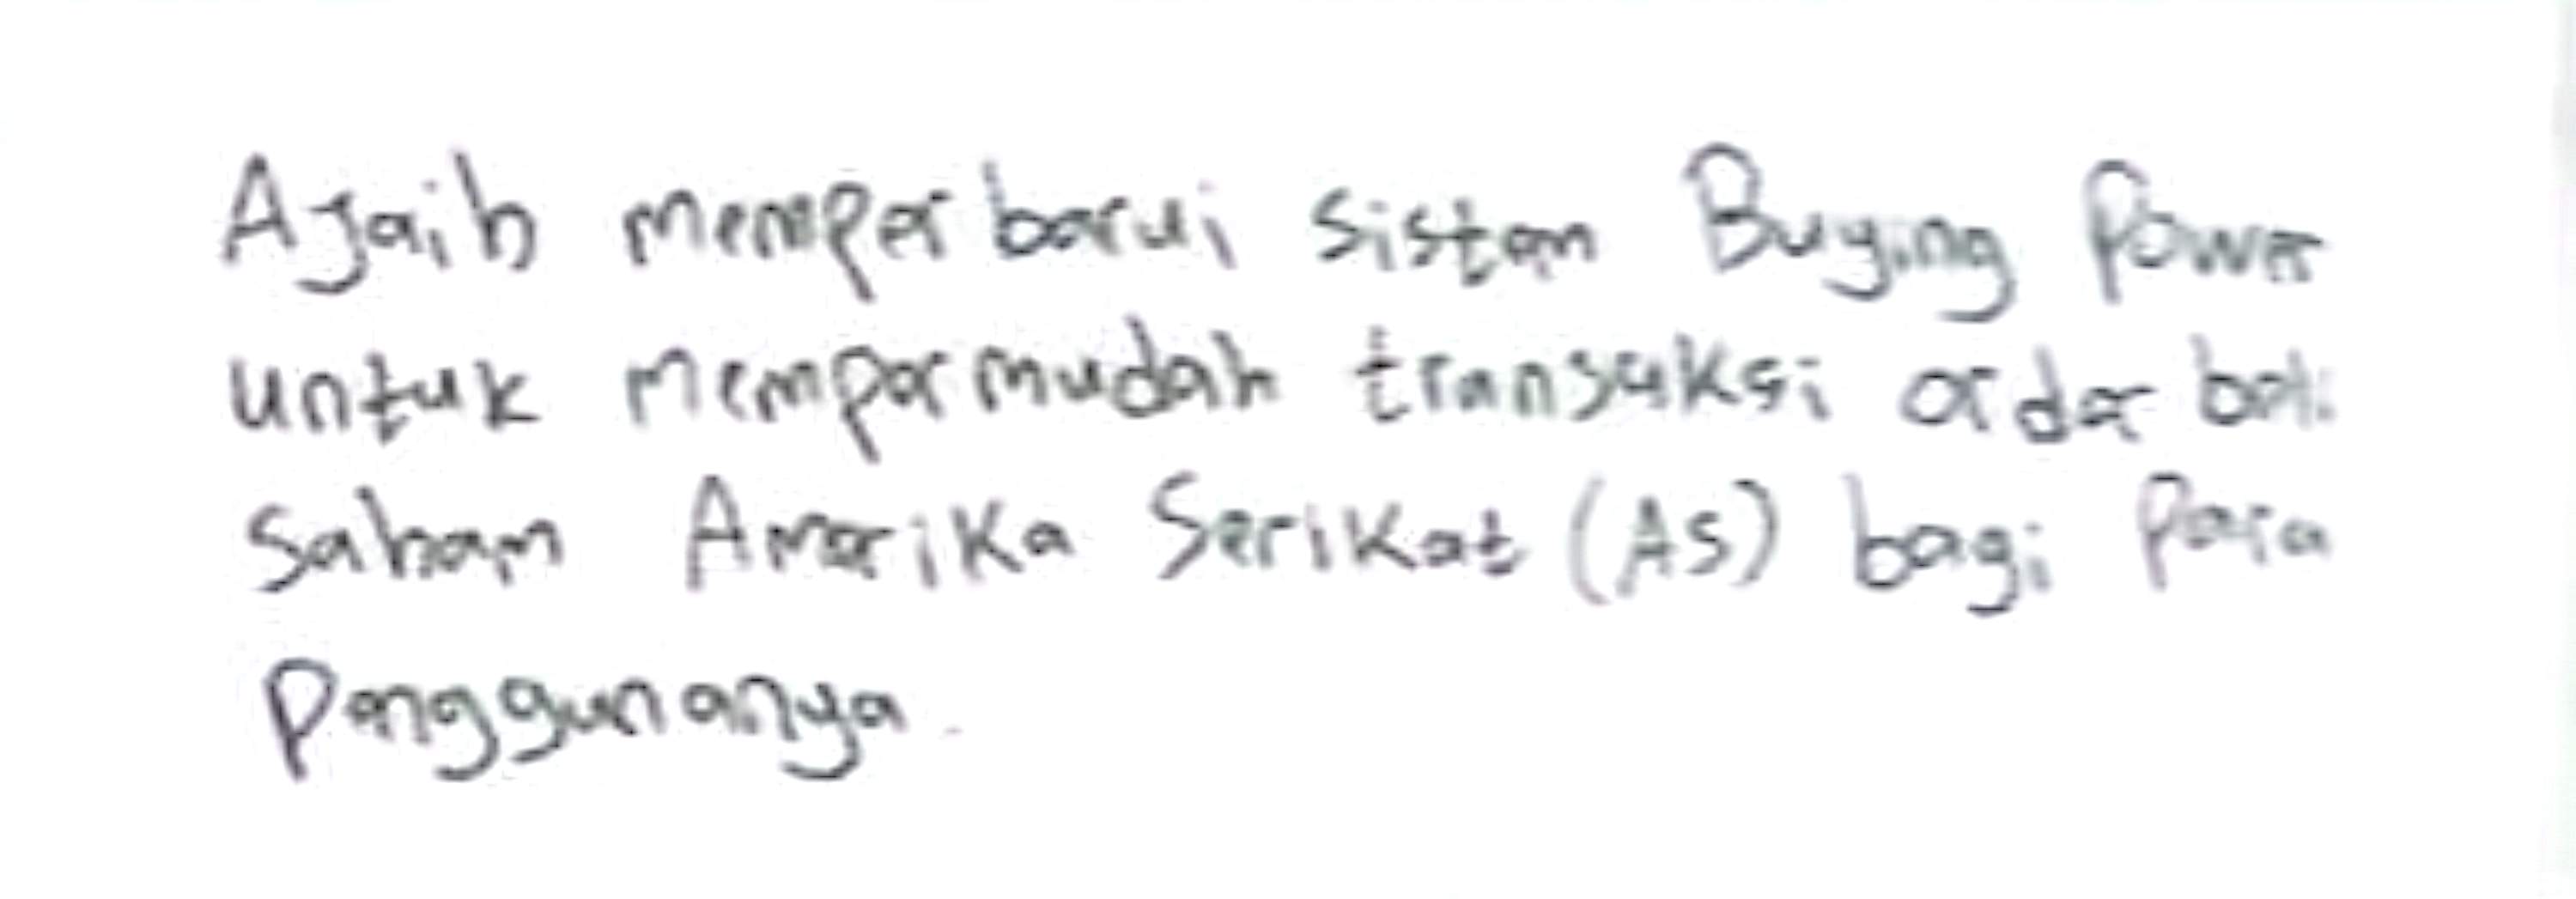 Ajaib memperbarui sistem Buying Power
untuk mempermudah transaksi order beli
Saham Amerika Serikat (AS) bagi para
Penggunanya.